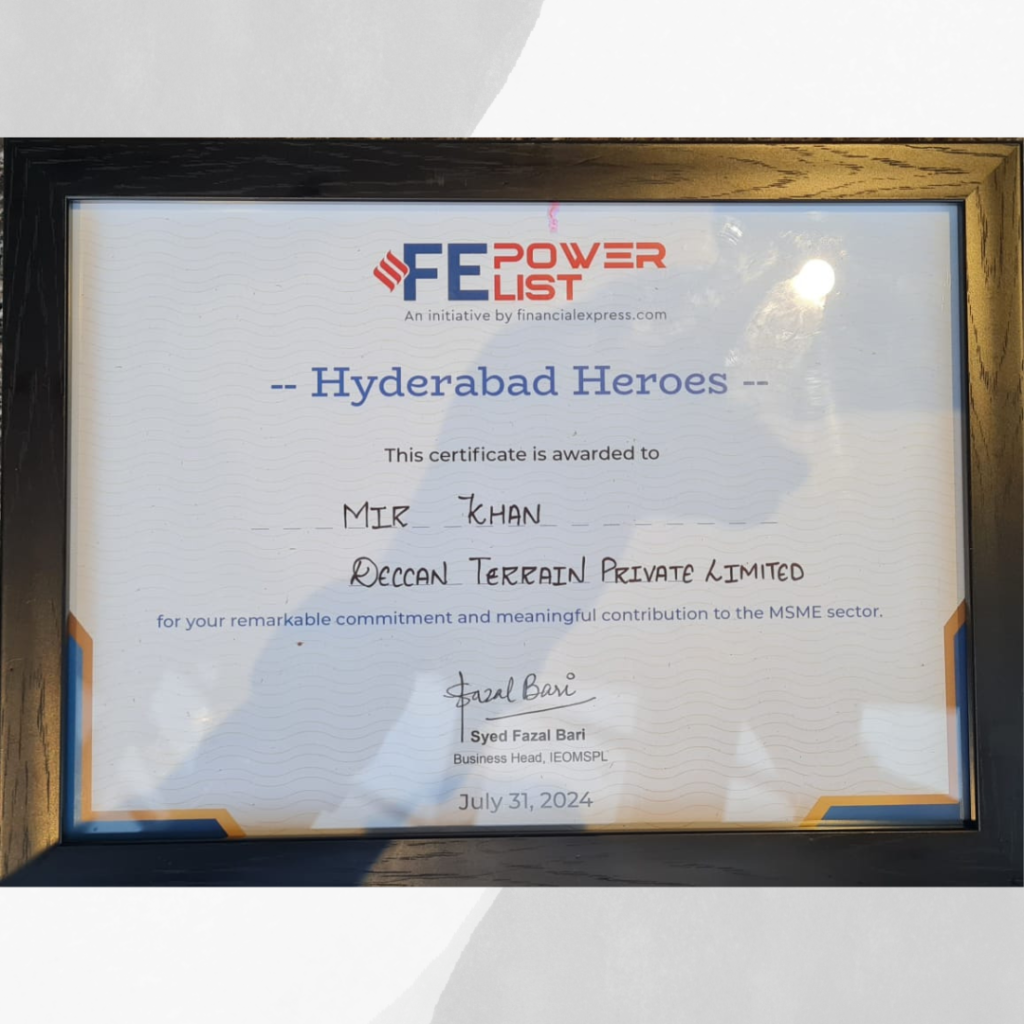 FE POWER LIST
An initiative by financialexpress.com
-- Hyderabad Heroes --
This certificate is awarded to
MIR KHAN
DECCAN TERRAIN PRIVATE LIMITED
for your remarkable commitment and meaningful contribution to the MSME sector.
Fazal Bari
Syed Fazal Bari
Business Head, IEOMSPL
July 31, 2024